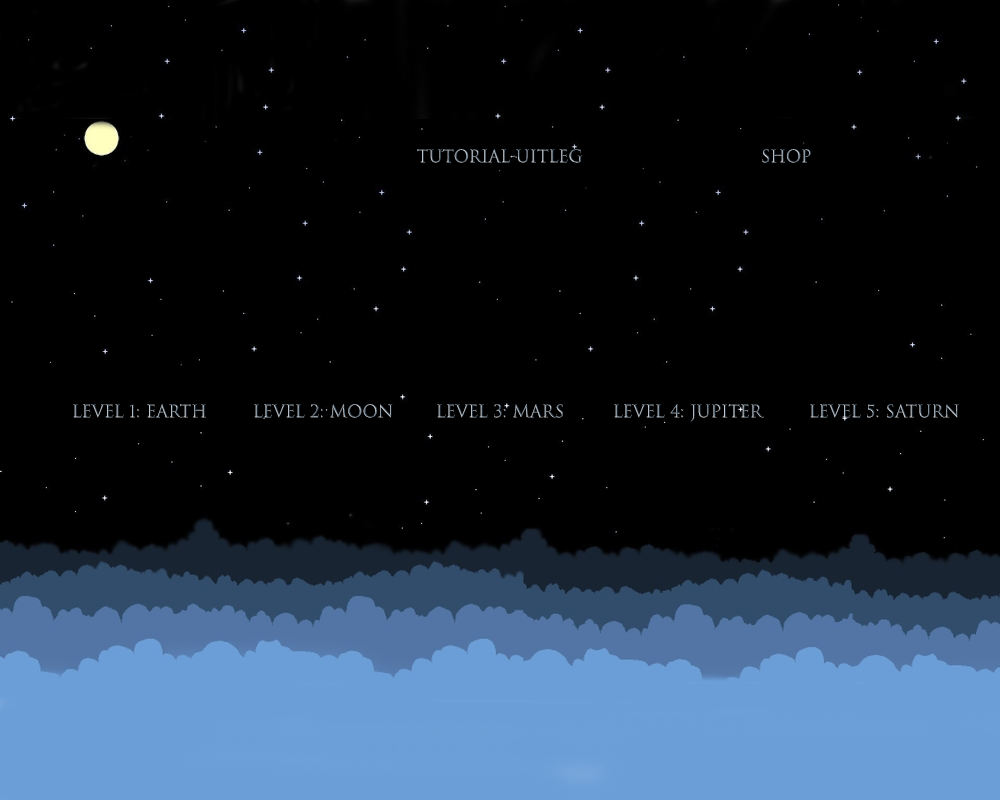 TUTORIAL-UITLEG
SHOP
LEVEL 1: EARTH
LEVEL 2: MOON
LEVEL 3: MARS
LEVEL 4: JUPITER
LEVEL 5: SATURN